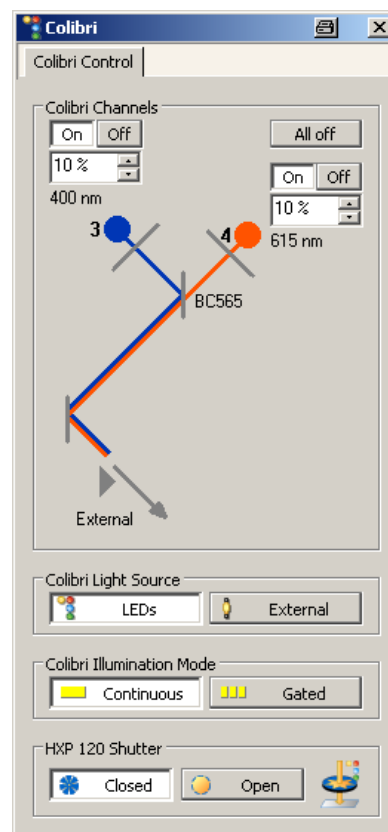 Colibri
Colibri Control
Colibri Channels
On Off
All off
10 %
On Off
400 nm
10 %
3
4
615 nm
BC565
External
Colibri Light Source
LEDs External
Colibri Illumination Mode
Continuous Gated
HXP 120 Shutter
Closed Open